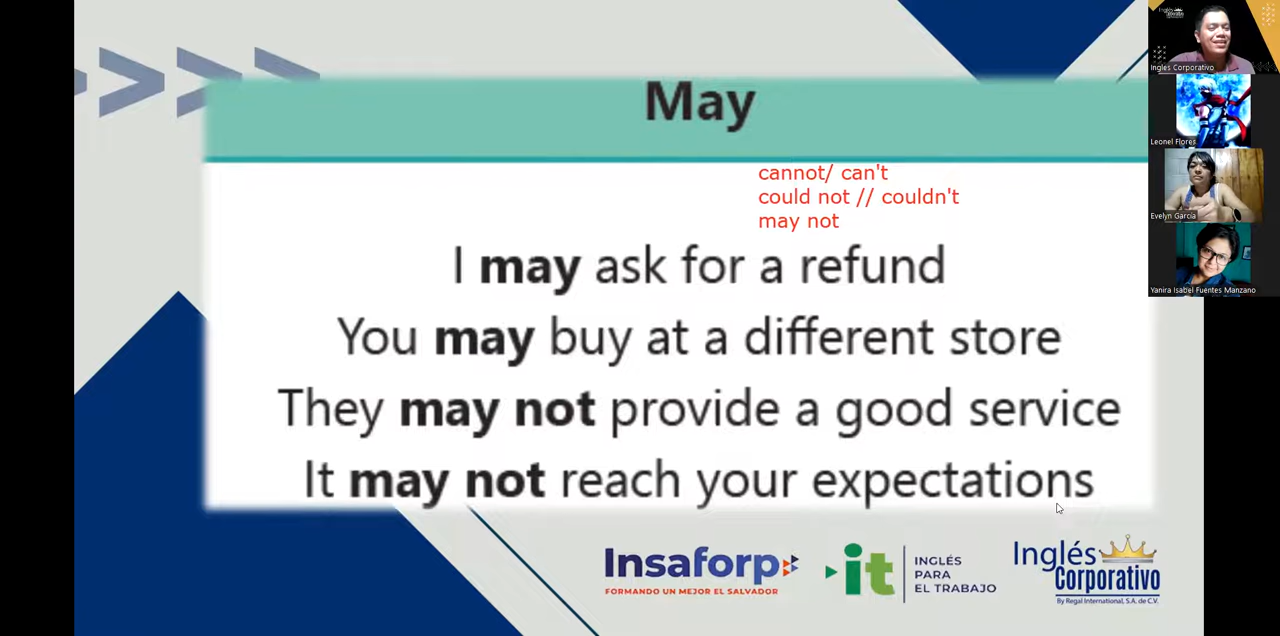 May
cannot/ can't
could not // couldn't
may not
I may ask for a refund
You may buy at a different store
They may not provide a good service
It may not reach your expectations
Insaforp
FORMANDO UN MEJOR EL SALVADOR
it
INGLÉS
PARA
EL TRABAJO
Inglés
Corporativo
By Regal International, S.A. de C.V.
Ingles Corporativo
Leonel Flores
Evelyn García
Yanira Isabel Fuentes Manzano